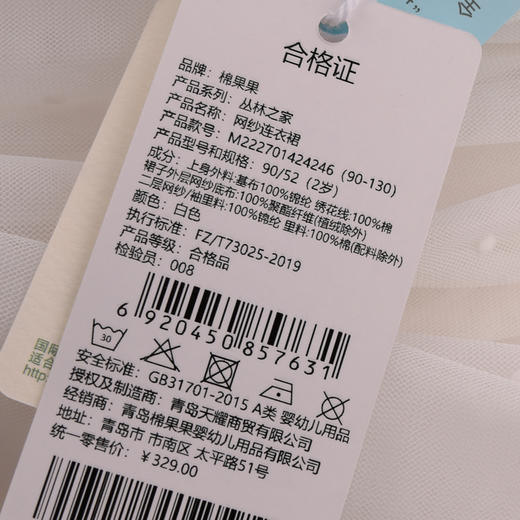 合格证
品牌：棉果果
产品系列：丛林之家
产品名称：网纱连衣裙
产品款号：M222701424246（90-130）
产品型号和规格：90/52（2岁）
成分：上身外料:基布100%锦纶 绣花线:100%棉
裙子外层网纱底布:100%聚酯纤维(植绒除外)
二层网纱/袖里料:100%锦纶 里料:100%棉(配料除外)
颜色：白色
执行标准：FZ/T73025-2019
产品等级：合格品
检验员：008
6920450857631
30
安全标准：GB31701-2015 A类 婴幼儿用品
授权及制造商：青岛天耀商贸有限公司
经销商：青岛棉果果婴幼儿用品有限公司
地址：青岛市 市南区 太平路51号
统一零售价：￥329.00
适合
http